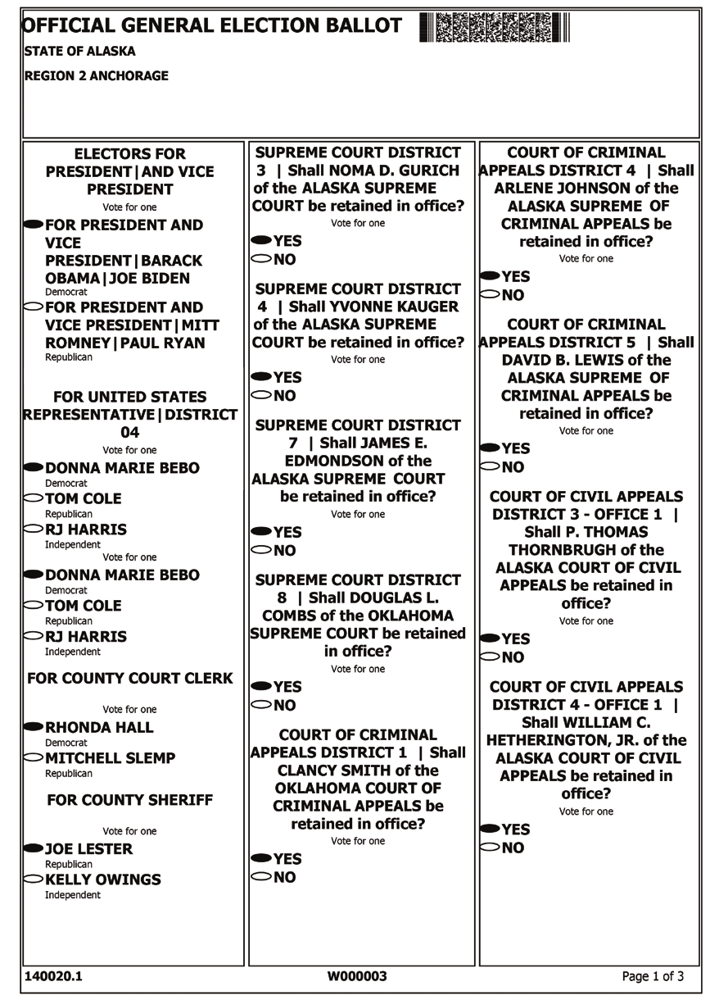 OFFICIAL GENERAL ELECTION BALLOT
STATE OF ALASKA
REGION 2 ANCHORAGE
ELECTORS FOR
PRESIDENT|AND VICE
PRESIDENT
Vote for one
FOR PRESIDENT AND
VICE
PRESIDENT|BARACK
OBAMA|JOE BIDEN
Democrat
FOR PRESIDENT AND
VICE PRESIDENT|MITT
ROMNEY|PAUL RYAN
Republican
FOR UNITED STATES
REPRESENTATIVE|DISTRICT
04
Vote for one
DONNA MARIE BEBO
Democrat
TOM COLE
Republican
RJ HARRIS
Independent
Vote for one
DONNA MARIE BEBO
Democrat
TOM COLE
Republican
RJ HARRIS
Independent
FOR COUNTY COURT CLERK
Vote for one
RHONDA HALL
Democrat
MITCHELL SLEMP
Republican
FOR COUNTY SHERIFF
Vote for one
JOE LESTER
Republican
KELLY OWINGS
Independent
SUPREME COURT DISTRICT
3 | Shall NOMA D. GURICH
of the ALASKA SUPREME
COURT be retained in office?
Vote for one
YES
NO
SUPREME COURT DISTRICT
4 | Shall YVONNE KAUGER
of the ALASKA SUPREME
COURT be retained in office?
Vote for one
YES
NO
SUPREME COURT DISTRICT
7 | Shall JAMES E.
EDMONDSON of the
ALASKA SUPREME COURT
be retained in office?
Vote for one
YES
NO
SUPREME COURT DISTRICT
8 | Shall DOUGLAS L.
COMBS of the OKLAHOMA
SUPREME COURT be retained
in office?
Vote for one
YES
NO
COURT OF CRIMINAL
APPEALS DISTRICT 1 | Shall
CLANCY SMITH of the
OKLAHOMA COURT OF
CRIMINAL APPEALS be
retained in office?
Vote for one
YES
NO
COURT OF CRIMINAL
APPEALS DISTRICT 4 | Shall
ARLENE JOHNSON of the
ALASKA SUPREME OF
CRIMINAL APPEALS be
retained in office?
Vote for one
YES
NO
COURT OF CRIMINAL
APPEALS DISTRICT 5 | Shall
DAVID B. LEWIS of the
ALASKA SUPREME OF
CRIMINAL APPEALS be
retained in office?
Vote for one
YES
NO
COURT OF CIVIL APPEALS
DISTRICT 3 - OFFICE 1 |
Shall P. THOMAS
THORNBRUGH of the
ALASKA COURT OF CIVIL
APPEALS be retained in
office?
Vote for one
YES
NO
COURT OF CIVIL APPEALS
DISTRICT 4 - OFFICE 1 |
Shall WILLIAM C.
HETHERINGTON, JR. of the
ALASKA COURT OF CIVIL
APPEALS be retained in
office?
Vote for one
YES
NO
140020.1
W000003
Page 1 of 3